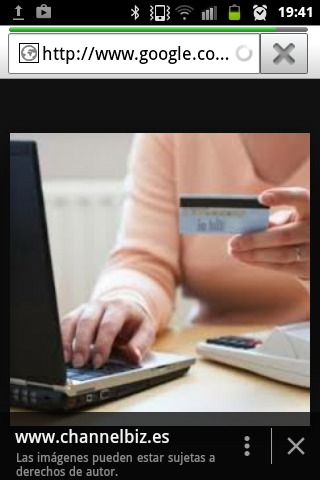 19:41
http://www.google.co...
www.channelbiz.es
Las imágenes pueden estar sujetas a
derechos de autor.